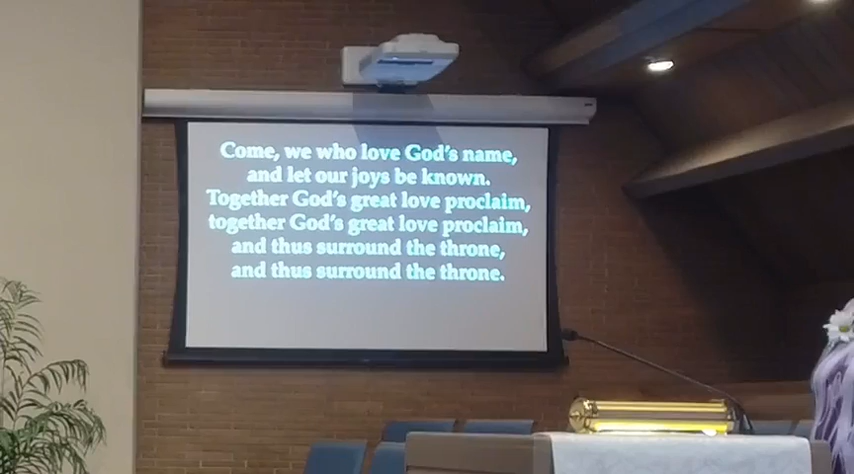 Come, we who love God's name,
and let our joys be known.
Together God's great love proclaim,
together God's great love proclaim,
and thus surround the throne,
and thus surround the throne.